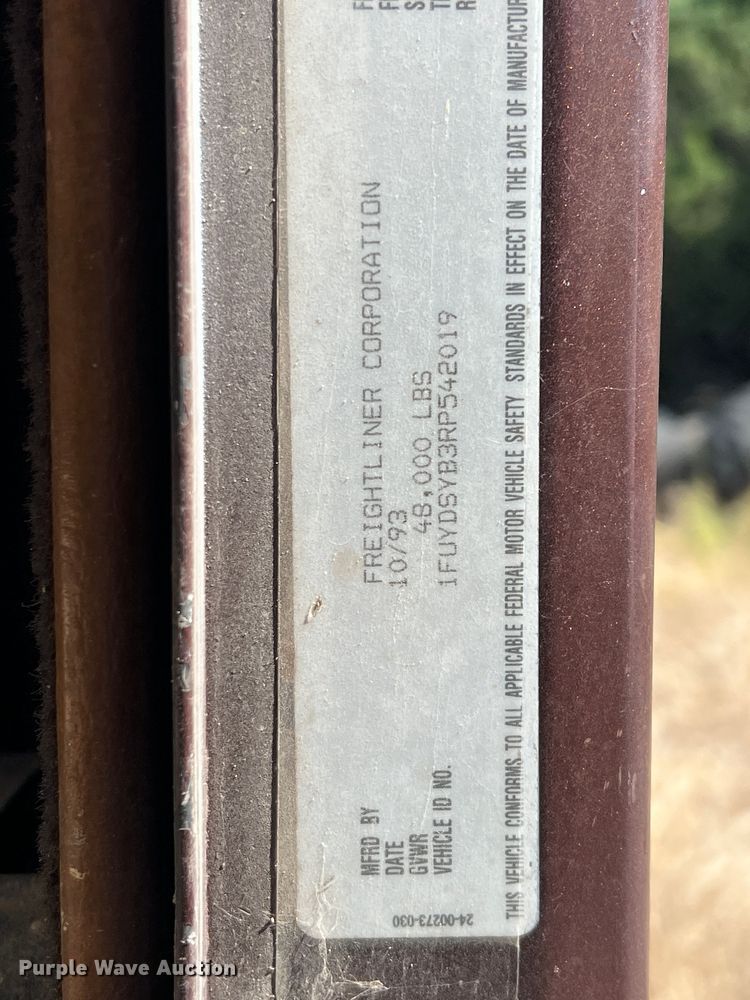 MFRD BY FREIGHTLINER CORPORATION
DATE 10/93
GVWR 48,000 LBS
VEHICLE ID NO. 1FUYDSYB3RP542019
THIS VEHICLE CONFORMS TO ALL APPLICABLE FEDERAL MOTOR VEHICLE SAFETY STANDARDS IN EFFECT ON THE DATE OF MANUFACTUR
24-00273-030
Purple Wave Auction